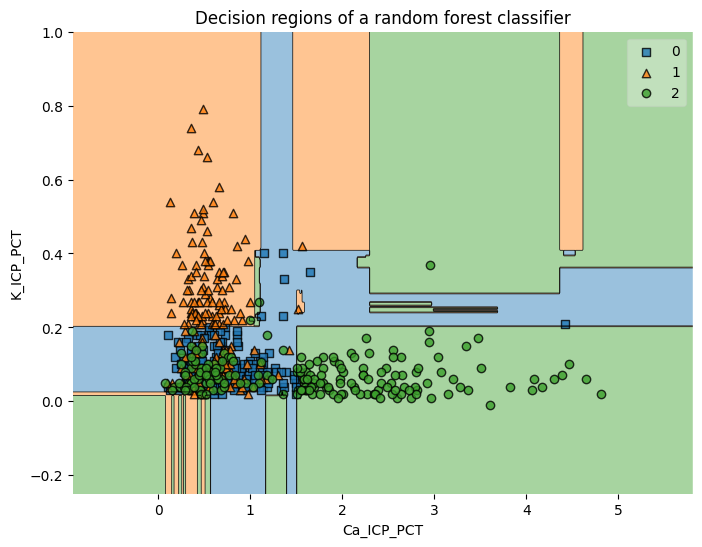 Decision regions of a random forest classifier
1.0
0.8
0.6
0.4
0.2
0.0
−0.2
K_ICP_PCT
0
1
2
0 1 2 3 4 5
Ca_ICP_PCT